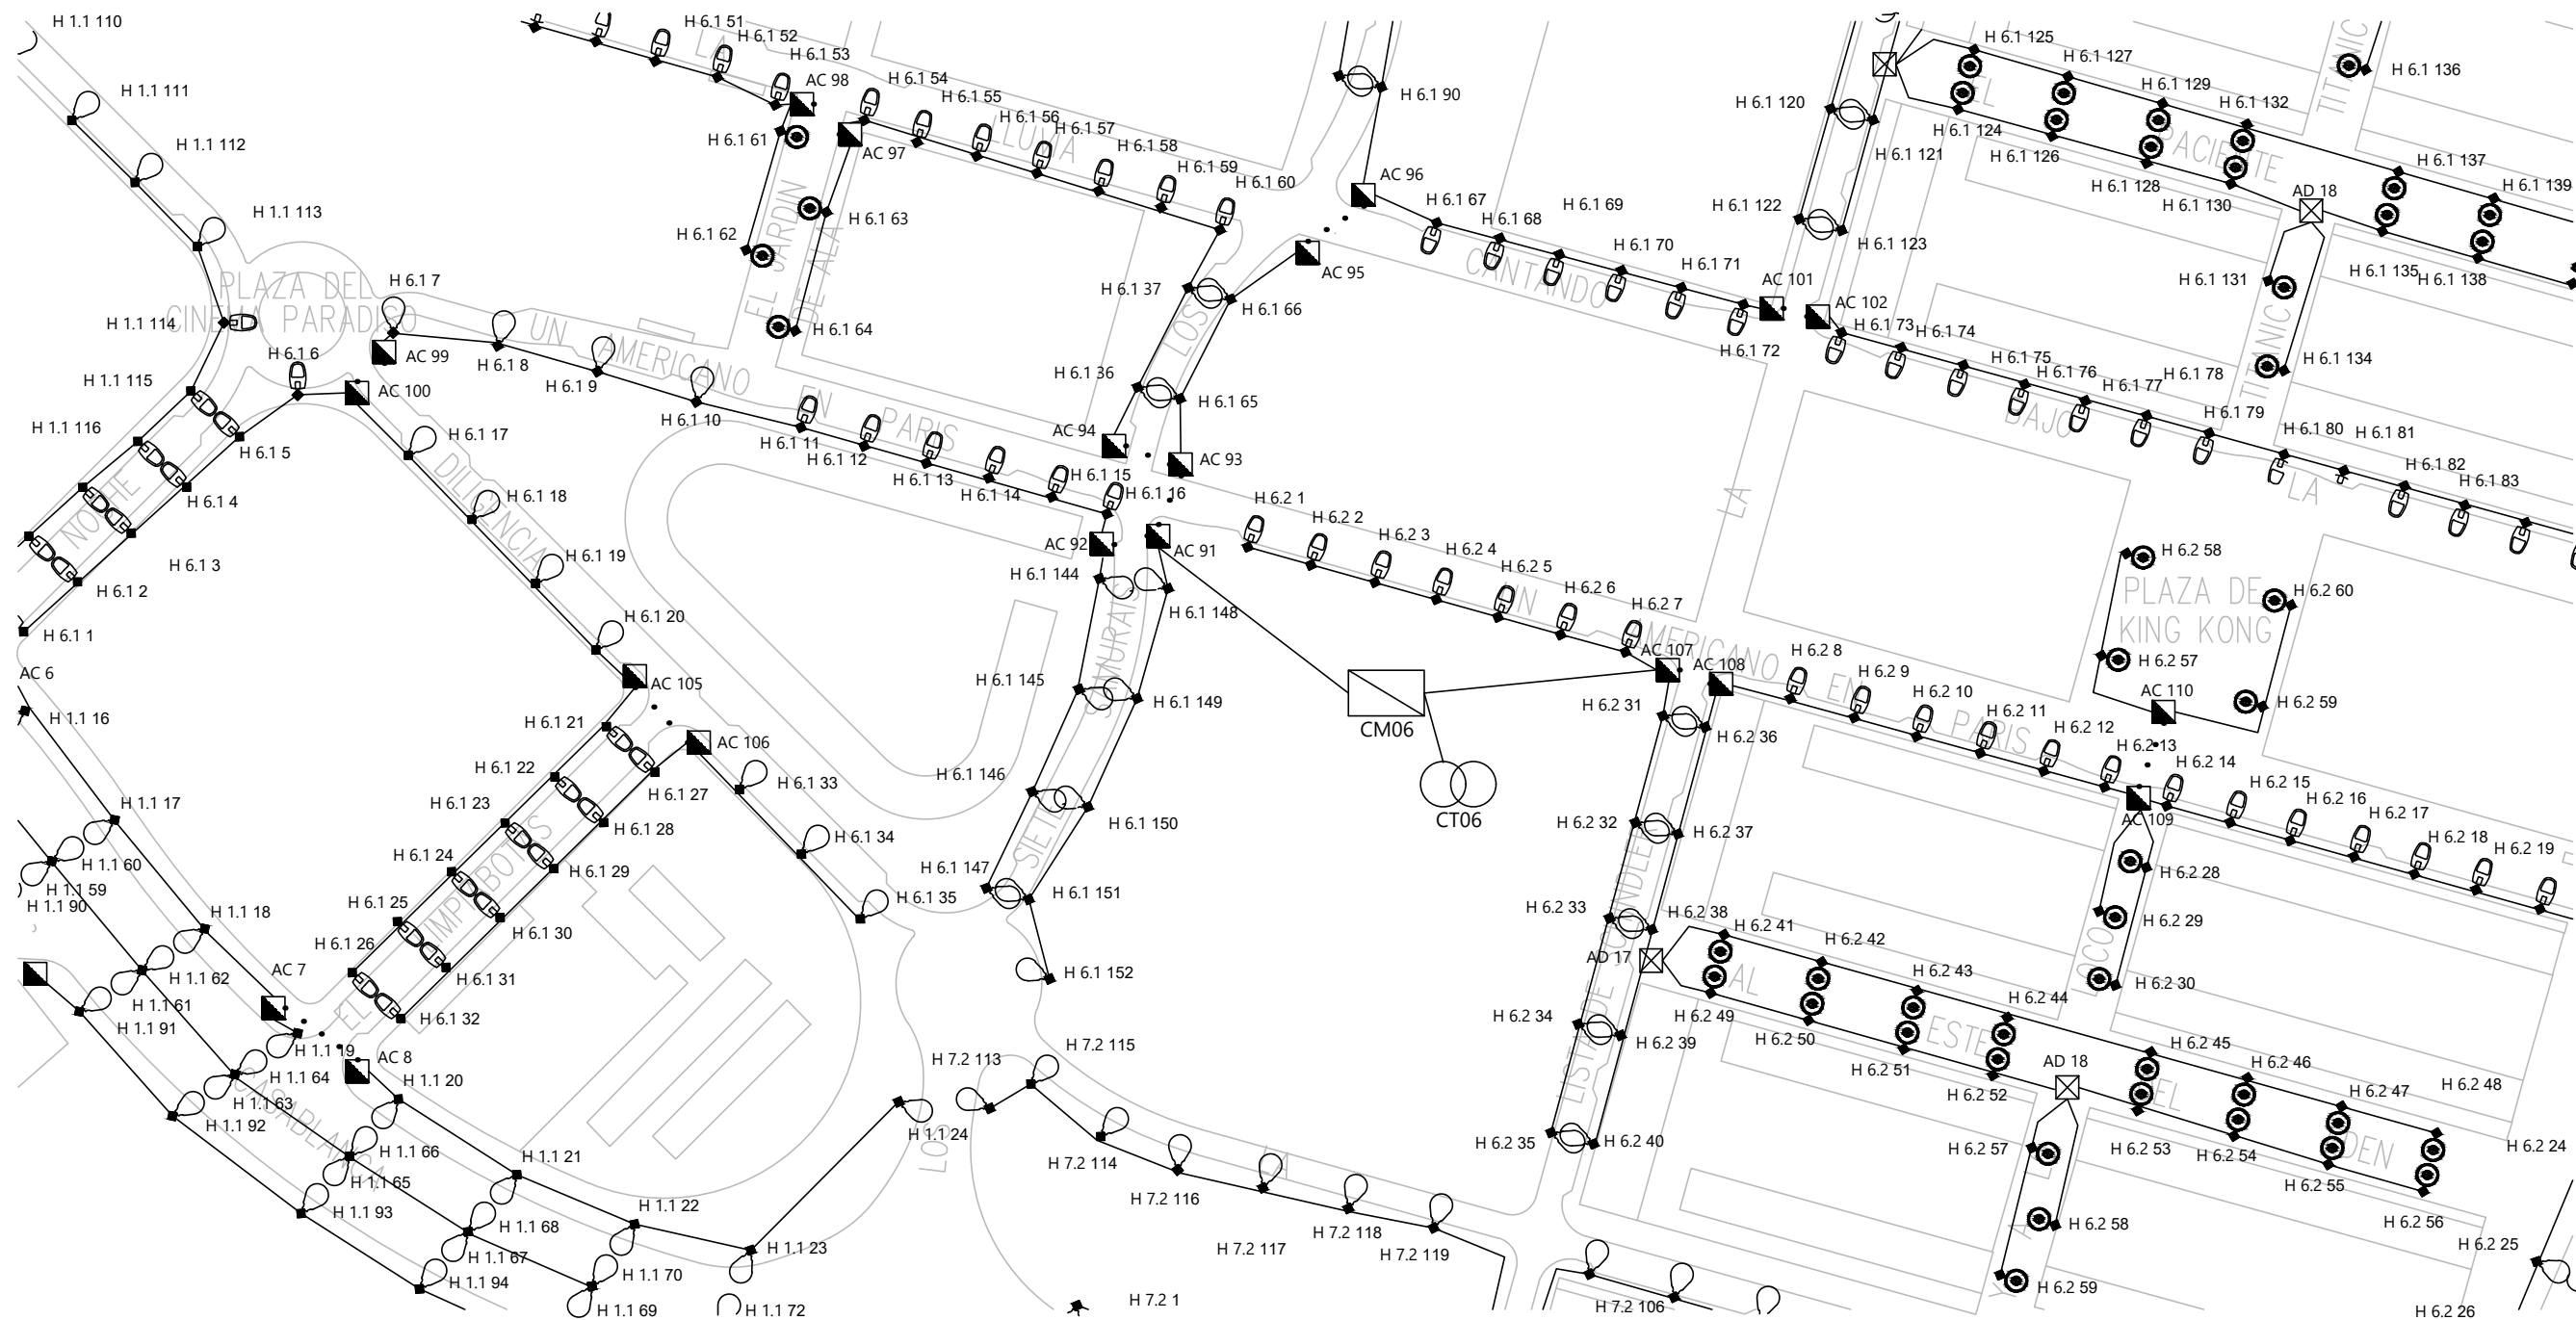 H 1.1 110
H 6.1 51
H 6.1 52
H 6.1 53
H 6.1 54
H 6.1 55
H 6.1 56
H 6.1 57
H 6.1 58
H 6.1 59
H 6.1 60
H 1.1 111
H 1.1 112
H 1.1 113
AC 98
AC 97
H 6.1 61
H 6.1 62
H 6.1 63
H 6.1 64
LA
LLUVIA
EL JARDIN
DE ALA
H 6.1 90
AC 96
AC 95
H 6.1 67
H 6.1 68
H 6.1 69
H 6.1 70
H 6.1 71
H 6.1 72
CANTANDO
AC 101
AC 102
H 6.1 120
H 6.1 121
H 6.1 122
H 6.1 123
H 6.1 125
H 6.1 127
H 6.1 129
H 6.1 132
H 6.1 136
H 6.1 124
H 6.1 126
H 6.1 128
H 6.1 130
H 6.1 137
H 6.1 139
EL
PACIENTE
TITANIC
AD 18
H 6.1 131
H 6.1 135
H 6.1 138
H 6.1 134
TITANIC
H 6.1 73
H 6.1 74
H 6.1 75
H 6.1 76
H 6.1 77
H 6.1 78
H 6.1 79
H 6.1 80
H 6.1 81
H 6.1 82
H 6.1 83
BAJO
LA
PLAZA DEL
CINEMA PARADISO
H 1.1 114
H 1.1 115
H 1.1 116
H 6.1 7
AC 99
AC 100
H 6.1 6
H 6.1 5
H 6.1 4
H 6.1 3
H 6.1 2
H 6.1 1
NOCHE
UN
AMERICANO
EN
PARIS
H 6.1 8
H 6.1 9
H 6.1 10
H 6.1 11
H 6.1 12
H 6.1 13
H 6.1 14
H 6.1 15
H 6.1 16
H 6.1 37
H 6.1 66
H 6.1 36
H 6.1 65
LOS
AC 94
AC 93
AC 92
AC 91
H 6.1 17
H 6.1 18
H 6.1 19
H 6.1 20
DILIGENCIA
AC 105
AC 106
H 6.1 144
H 6.1 148
H 6.1 145
H 6.1 149
H 6.1 146
H 6.1 150
H 6.1 147
H 6.1 151
H 6.1 152
SIETE
SAMURAIS
H 6.2 1
H 6.2 2
H 6.2 3
H 6.2 4
H 6.2 5
H 6.2 6
H 6.2 7
LA
UN
AMERICANO
EN
PARIS
AC 107
AC 108
CM06
CT06
H 6.2 8
H 6.2 9
H 6.2 10
H 6.2 11
H 6.2 12
H 6.2 13
H 6.2 14
H 6.2 15
H 6.2 16
H 6.2 17
H 6.2 18
H 6.2 19
H 6.2 58
H 6.2 60
PLAZA DE
KING KONG
H 6.2 57
H 6.2 59
AC 110
AC 109
H 6.2 28
H 6.2 29
H 6.2 30
H 6.2 31
H 6.2 36
H 6.2 32
H 6.2 37
H 6.2 33
H 6.2 38
H 6.2 34
H 6.2 39
H 6.2 35
H 6.2 40
AD 17
H 6.2 41
H 6.2 42
H 6.2 43
H 6.2 44
H 6.2 45
H 6.2 46
H 6.2 47
H 6.2 48
AL
ESTE
DEL
EDEN
H 6.2 49
H 6.2 50
H 6.2 51
H 6.2 52
AD 18
H 6.2 53
H 6.2 54
H 6.2 55
H 6.2 56
H 6.2 57
H 6.2 58
H 6.2 59
H 6.2 24
H 6.2 25
H 6.2 26
AC 6
H 1.1 16
H 1.1 17
H 1.1 60
H 1.1 59
H 1.1 90
H 1.1 18
H 1.1 62
H 1.1 61
H 1.1 91
AC 7
H 6.1 21
H 6.1 22
H 6.1 23
H 6.1 24
H 6.1 25
H 6.1 26
H 6.1 27
H 6.1 28
H 6.1 29
H 6.1 30
H 6.1 31
H 6.1 32
H 6.1 33
H 6.1 34
H 6.1 35
EL
H 1.1 19
AC 8
H 1.1 64
H 1.1 63
H 1.1 92
H 1.1 20
CASABLANCA
H 1.1 66
H 1.1 65
H 1.1 93
H 1.1 21
H 1.1 68
H 1.1 67
H 1.1 94
H 1.1 22
H 1.1 70
H 1.1 69
H 1.1 23
H 1.1 24
H 1.1 72
LOS
H 7.2 113
H 7.2 115
H 7.2 114
H 7.2 116
H 7.2 117
H 7.2 118
H 7.2 119
H 7.2 1
H 7.2 106